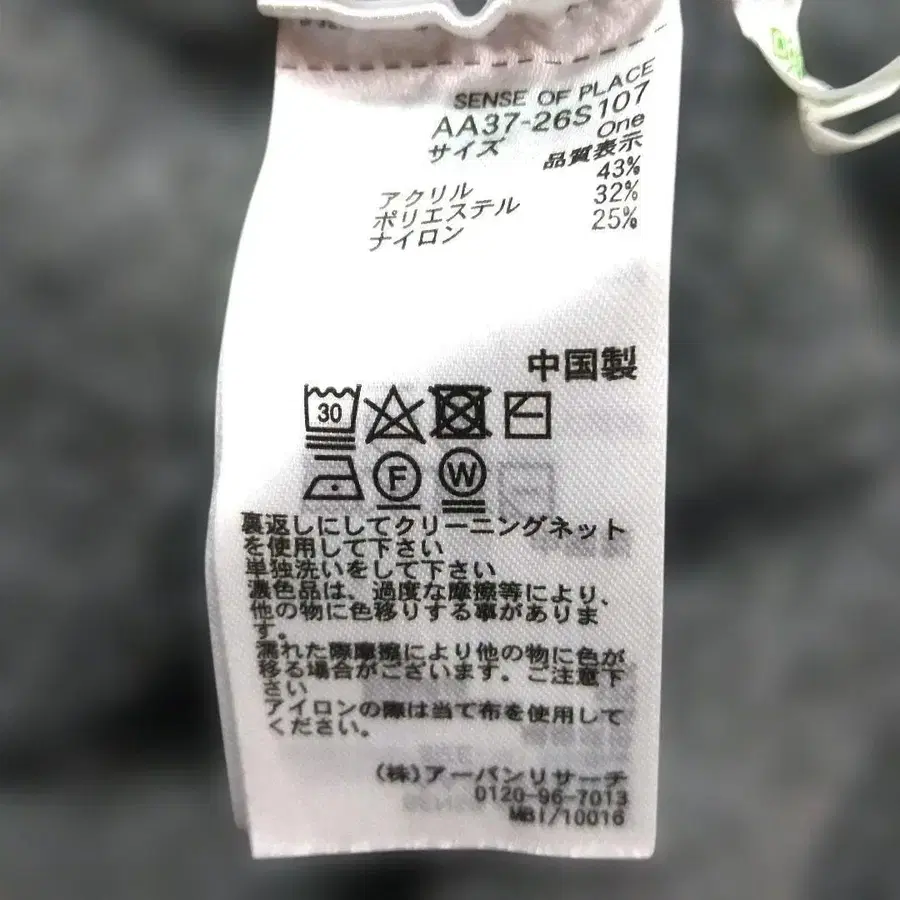 SENSE OF PLACE
AA37-26S107
サイズ One
品質表示
アクリル 43%
ポリエステル 32%
ナイロン 25%
中国製
30
F W
裏返しにしてクリーニングネット
を使用して下さい
単独洗いをして下さい
濃色品は、過度な摩擦等により、
他の物に色移りする事がありま
す。
濡れた際摩擦により他の物に色が
移る場合がございます。ご注意下
さい
アイロンの際は当て布を使用して
ください。
(株)アーバンリサーチ
0120-96-7013
MBI/10016